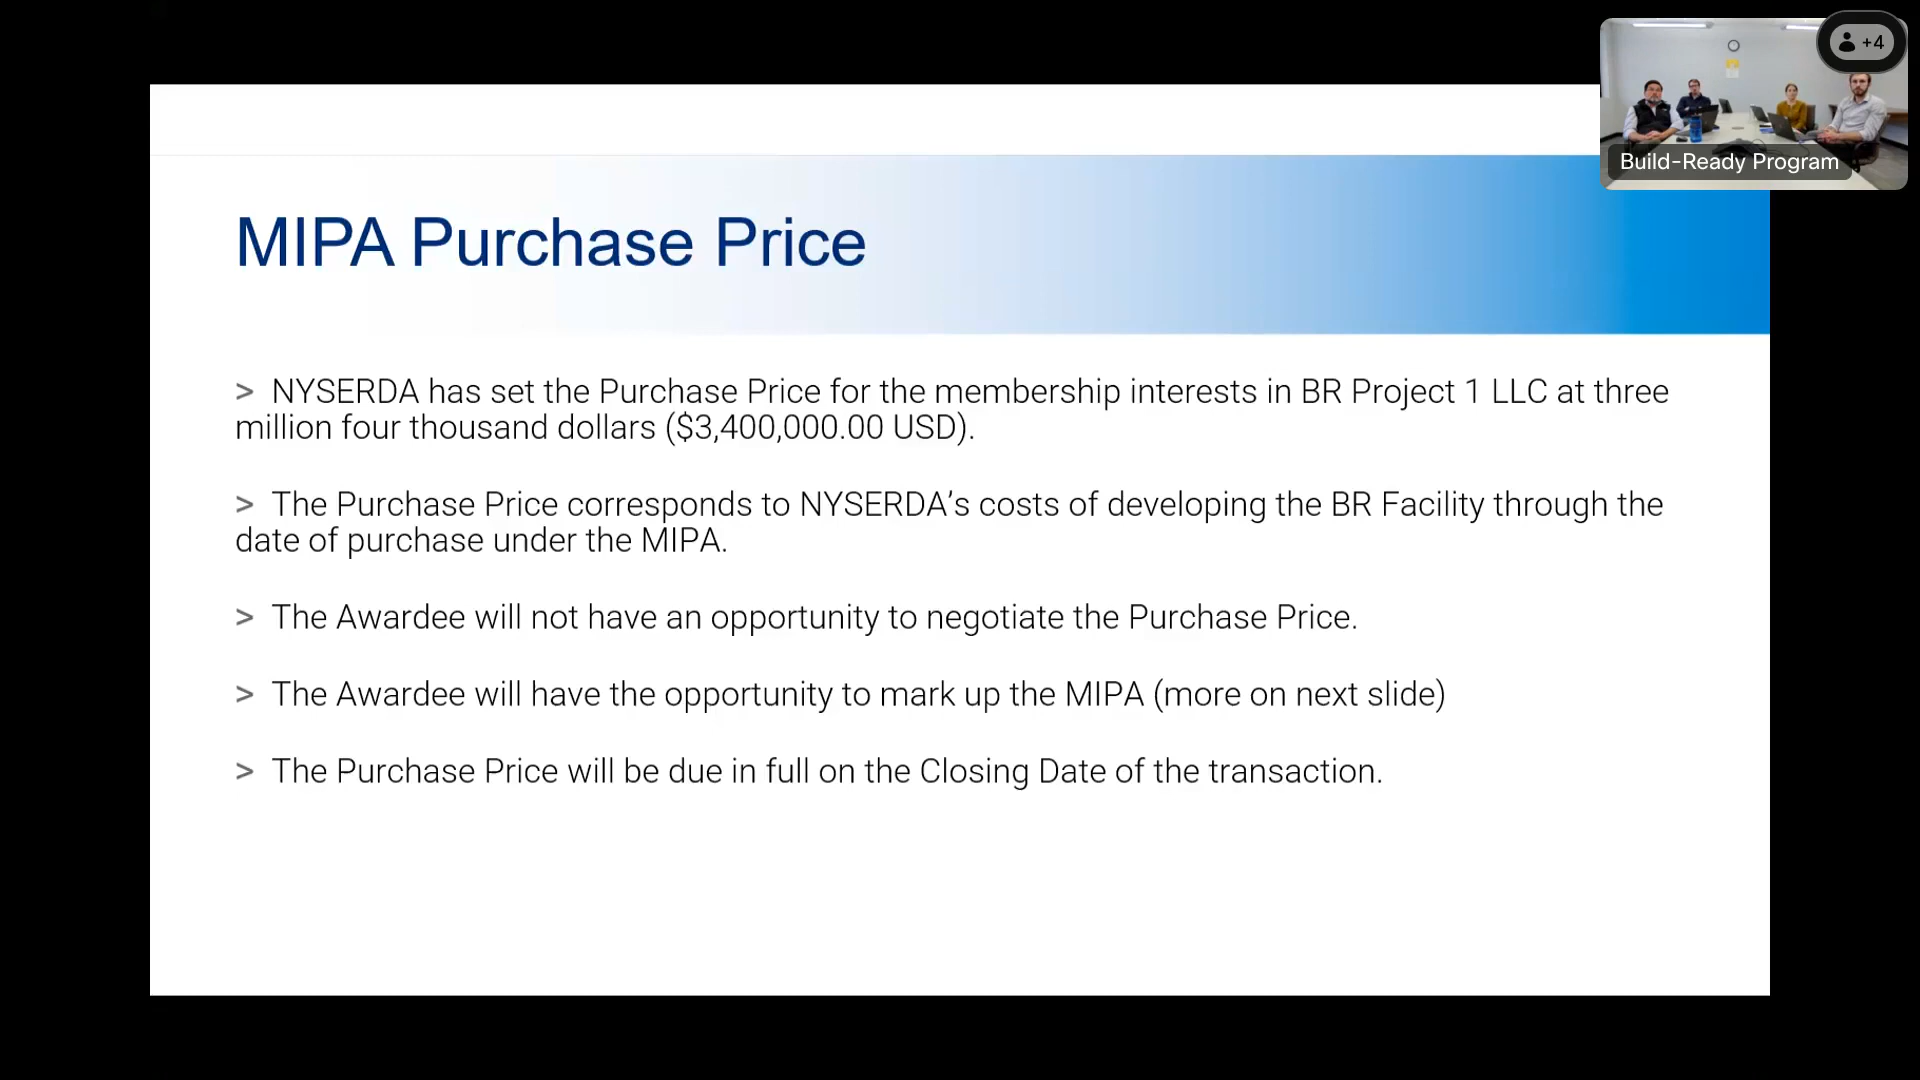 +4
Build-Ready Program
MIPA Purchase Price
> NYSERDA has set the Purchase Price for the membership interests in BR Project 1 LLC at three
million four thousand dollars ($3,400,000.00 USD).
> The Purchase Price corresponds to NYSERDA’s costs of developing the BR Facility through the
date of purchase under the MIPA.
> The Awardee will not have an opportunity to negotiate the Purchase Price.
> The Awardee will have the opportunity to mark up the MIPA (more on next slide)
> The Purchase Price will be due in full on the Closing Date of the transaction.